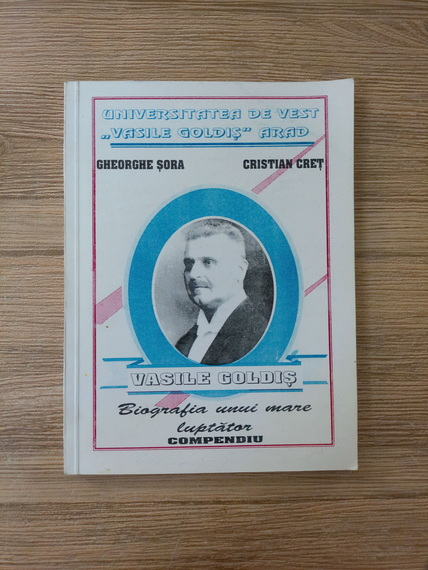 UNIVERSITATEA DE VEST
„VASILE GOLDIŞ” ARAD
GHEORGHE ŞORA CRISTIAN CREŢ
VASILE GOLDIŞ
Biografia unui mare
luptător
COMPENDIU